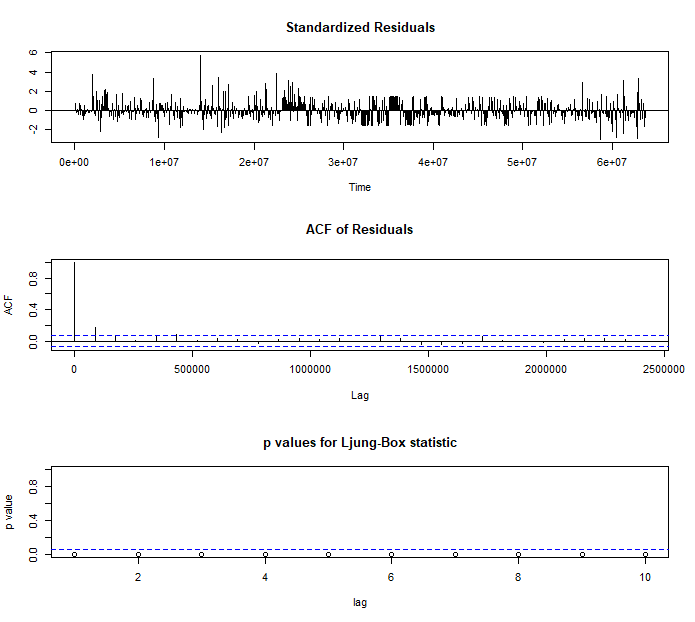 Standardized Residuals
6
4
2
0
-2
0e+00 1e+07 2e+07 3e+07 4e+07 5e+07 6e+07
Time
ACF of Residuals
ACF
0.8
0.4
0.0
0 500000 1000000 1500000 2000000 2500000
Lag
p values for Ljung-Box statistic
p value
0.8
0.4
0.0
2 4 6 8 10
lag